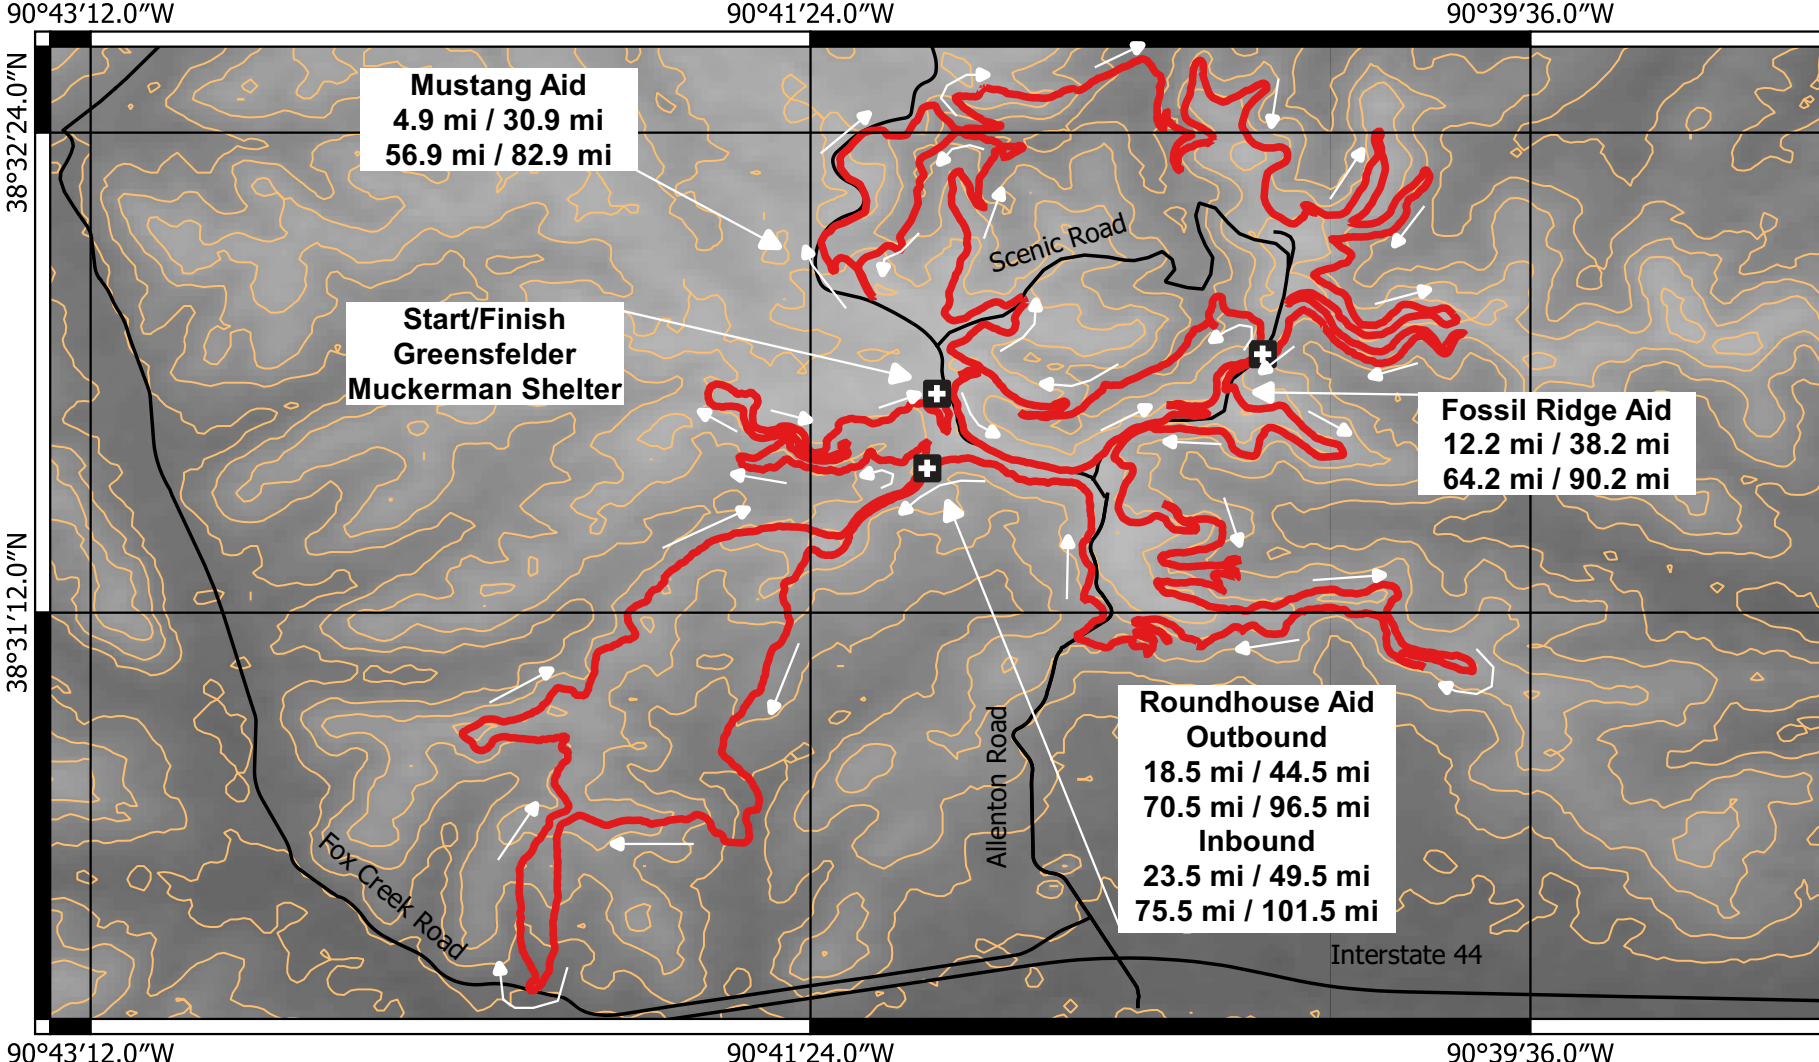 90°43′12.0″W
90°41′24.0″W
90°39′36.0″W
38°32′24.0″N
Mustang Aid
4.9 mi / 30.9 mi
56.9 mi / 82.9 mi
Scenic Road
Start/Finish
Greensfelder
Muckerman Shelter
Fossil Ridge Aid
12.2 mi / 38.2 mi
64.2 mi / 90.2 mi
38°31′12.0″N
Roundhouse Aid
Outbound
18.5 mi / 44.5 mi
70.5 mi / 96.5 mi
Inbound
23.5 mi / 49.5 mi
75.5 mi / 101.5 mi
Allenton Road
Fox Creek Road
Interstate 44
90°43′12.0″W
90°41′24.0″W
90°39′36.0″W